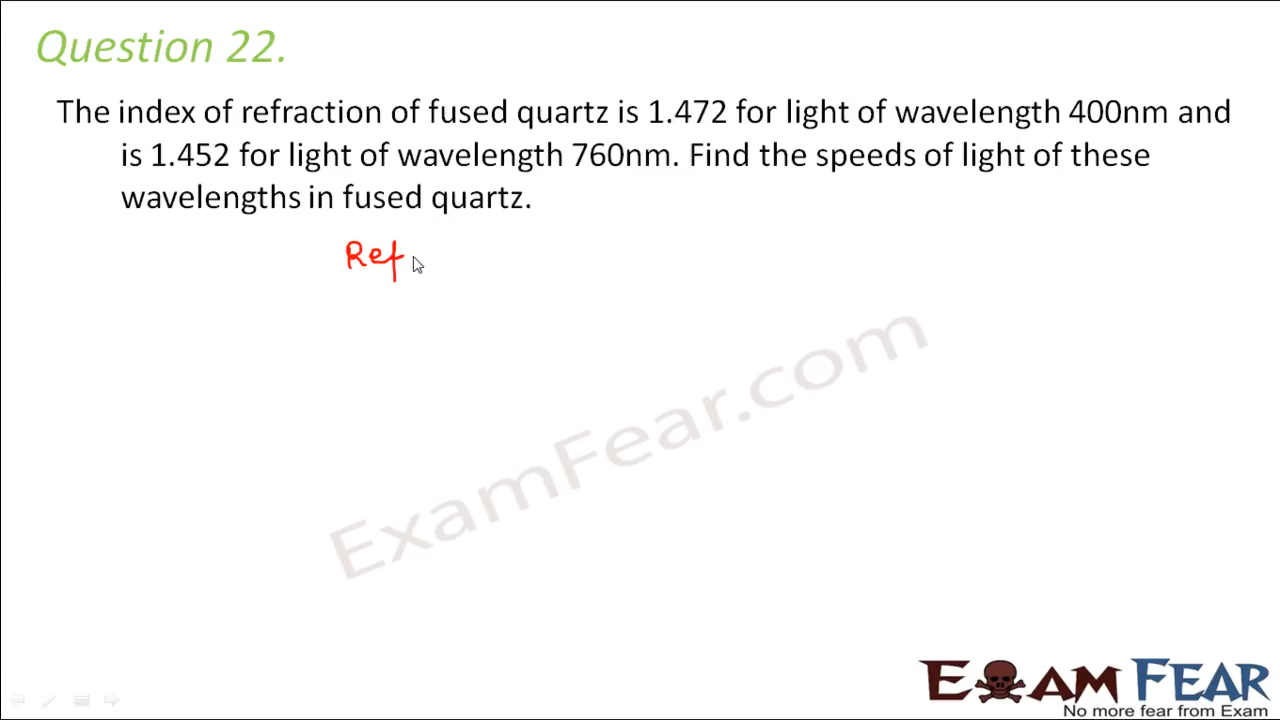 Question 22.
The index of refraction of fused quartz is 1.472 for light of wavelength 400nm and
is 1.452 for light of wavelength 760nm. Find the speeds of light of these
wavelengths in fused quartz.
Ref
ExamFear.com
EXAM FEAR
No more fear from Exam